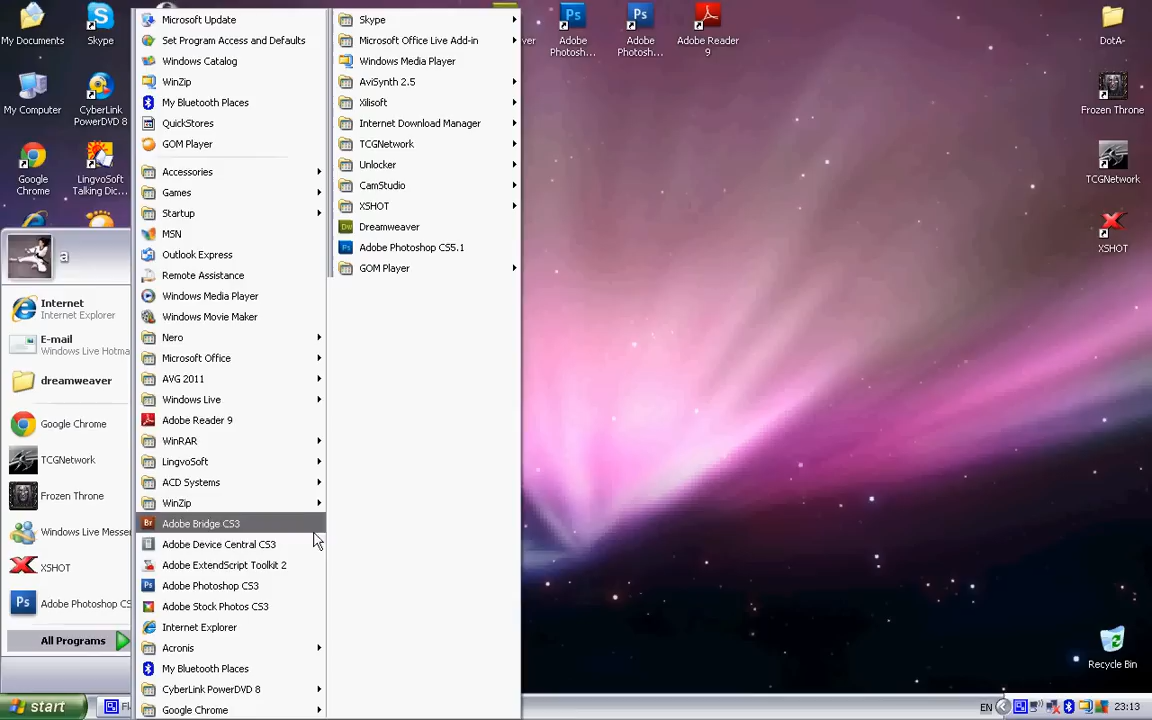 My Documents
Skype
My Computer
CyberLink
PowerDVD 8
Google
Chrome
LingvoSoft
Talking Dic...
a
Internet
Internet Explorer
E-mail
Windows Live Hotma
dreamweaver
Google Chrome
TCGNetwork
Frozen Throne
Windows Live Messe
XSHOT
Adobe Photoshop CS
All Programs
start
Microsoft Update
Set Program Access and Defaults
Windows Catalog
WinZip
My Bluetooth Places
QuickStores
GOM Player
Accessories
Games
Startup
MSN
Outlook Express
Remote Assistance
Windows Media Player
Windows Movie Maker
Nero
Microsoft Office
AVG 2011
Windows Live
Adobe Reader 9
WinRAR
LingvoSoft
ACD Systems
WinZip
Adobe Bridge CS3
Adobe Device Central CS3
Adobe ExtendScript Toolkit 2
Adobe Photoshop CS3
Adobe Stock Photos CS3
Internet Explorer
Acronis
My Bluetooth Places
CyberLink PowerDVD 8
Google Chrome
Skype
Microsoft Office Live Add-in
Windows Media Player
AviSynth 2.5
Xilisoft
Internet Download Manager
TCGNetwork
Unlocker
CamStudio
XSHOT
Dreamweaver
Adobe Photoshop CS5.1
GOM Player
ver
Adobe
Photosh...
Adobe
Photosh...
Adobe Reader
9
DotA-
Frozen Throne
TCGNetwork
XSHOT
Recycle Bin
EN
23:13